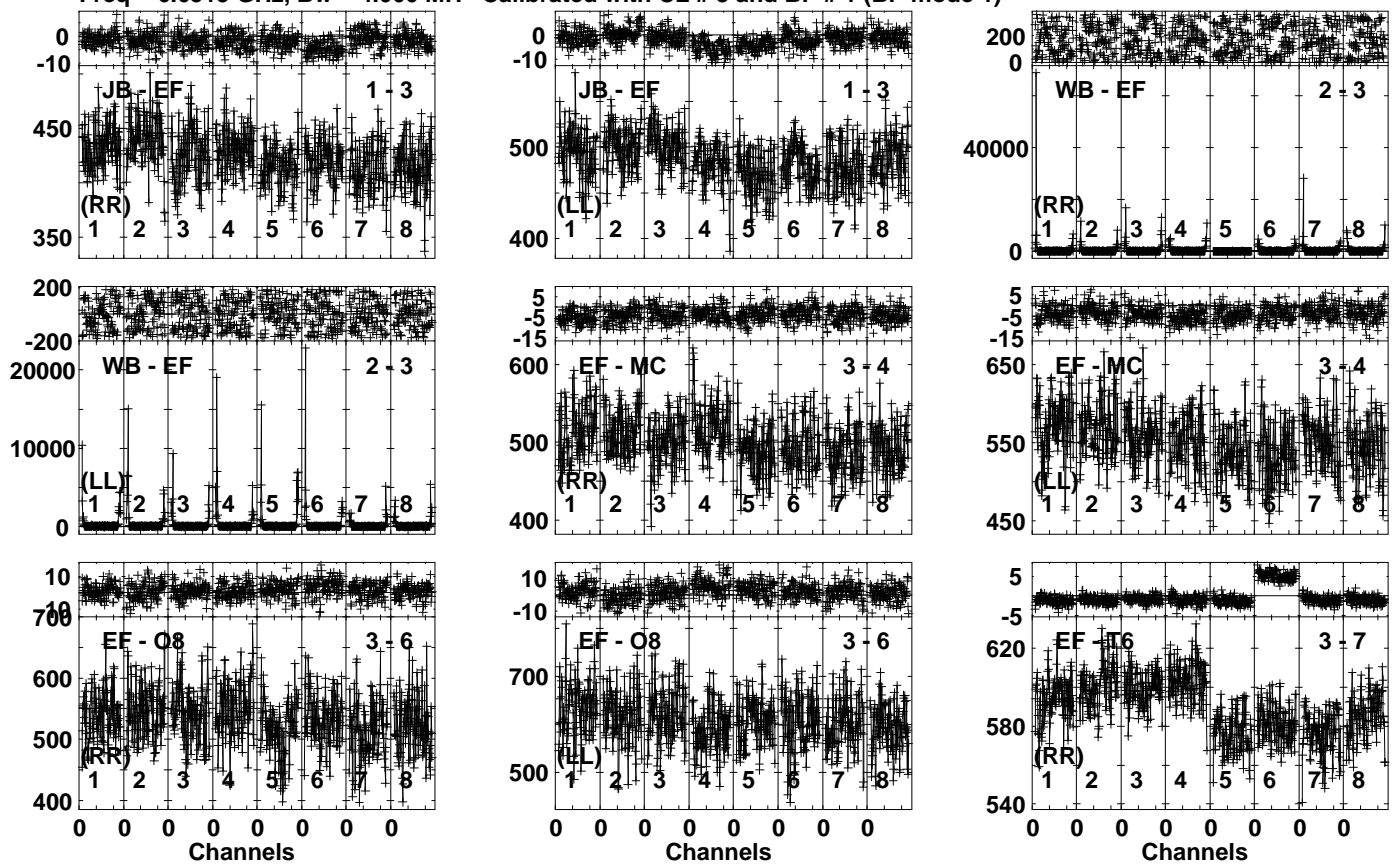 0
-10
JB - EF 1 - 3
450
(RR)
350
1 2 3 4 5 6 7 8
0
-10
JB - EF 1 - 3
500
(LL)
400
1 2 3 4 5 6 7 8
200
0
WB - EF 2 - 3
40000
(RR)
0
1 2 3 4 5 6 7 8
200
-200
WB - EF 2 - 3
20000
10000
(LL)
0
1 2 3 4 5 6 7 8
5
-5
-15
EF - MC 3 - 4
600
500
(RR)
400
1 2 3 4 5 6 7 8
5
-5
-15
EF - MC 3 - 4
650
550
(LL)
450
1 2 3 4 5 6 7 8
10
-10
700
EF - O8 3 - 6
600
500
(RR)
400
1 2 3 4 5 6 7 8
0 0 0 0 0 0 0 0
Channels
10
-10
EF - O8 3 - 6
700
(LL)
500
1 2 3 4 5 6 7 8
0 0 0 0 0 0 0 0
Channels
5
-5
EF - T6 3 - 7
620
580
(RR)
540
1 2 3 4 5 6 7 8
0 0 0 0 0 0 0 0
Channels